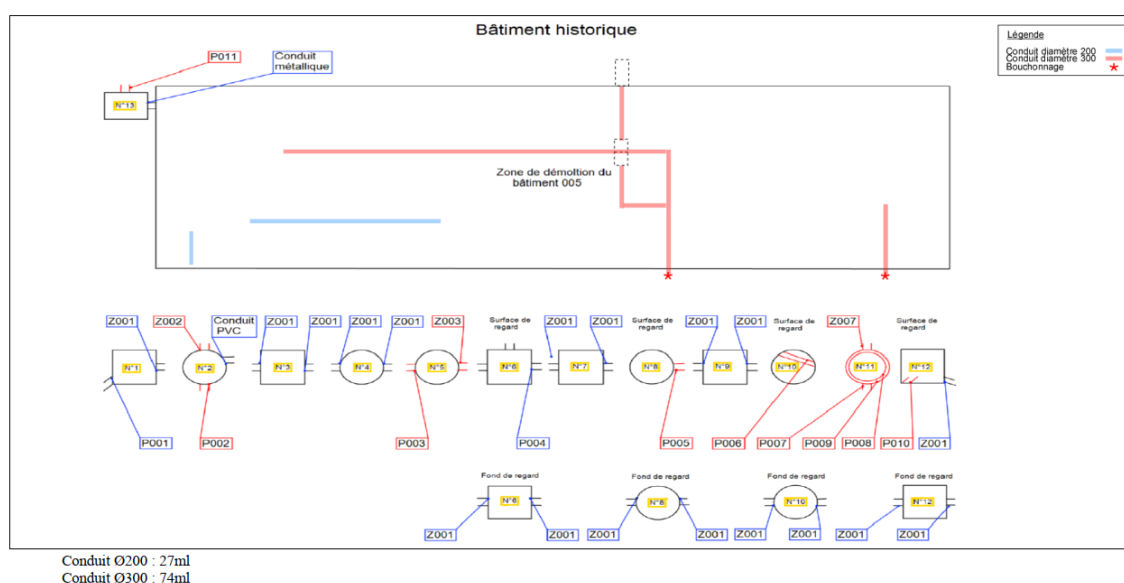 Bâtiment historique
Légende
Conduit diamètre 200
Conduit diamètre 300
Bouchonnage
P011
Conduit
métallique
N°13
Zone de démoltion du
bâtiment 005
Z001
Z002
Conduit
PVC
Z001
Z001
Z001
Z001
Z003
Surface de
regard
Z001
Z001
Surface de
regard
Z001
Z001
Surface de
regard
Z007
Surface de
regard
N°1
N°2
N°3
N°4
N°5
N°6
N°7
N°8
N°9
N°10
N°11
N°12
P001
P002
P003
P004
P005
P006
P007
P009
P008
P010
Z001
Fond de regard
Fond de regard
Fond de regard
Fond de regard
N°6
N°8
N°10
N°12
Z001
Z001
Z001
Z001
Z001
Z001
Z001
Z001
Conduit Ø200 : 27ml
Conduit Ø300 : 74ml